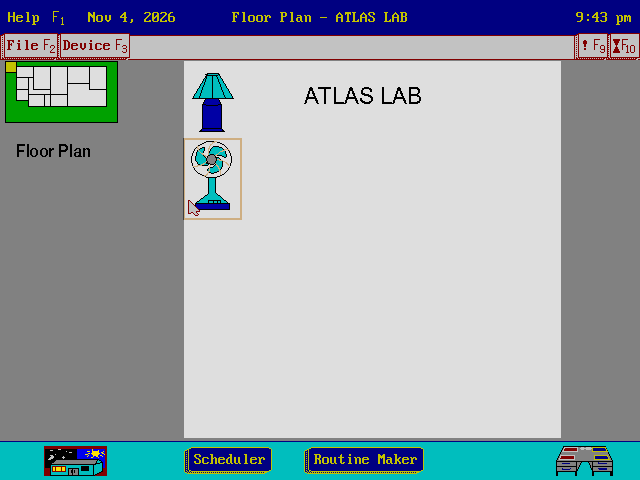 Help F1 Nov 4, 2026 Floor Plan - ATLAS LAB 9:43 pm
File F2 Device F3 ! F9 F10
ATLAS LAB
Floor Plan
Scheduler Routine Maker